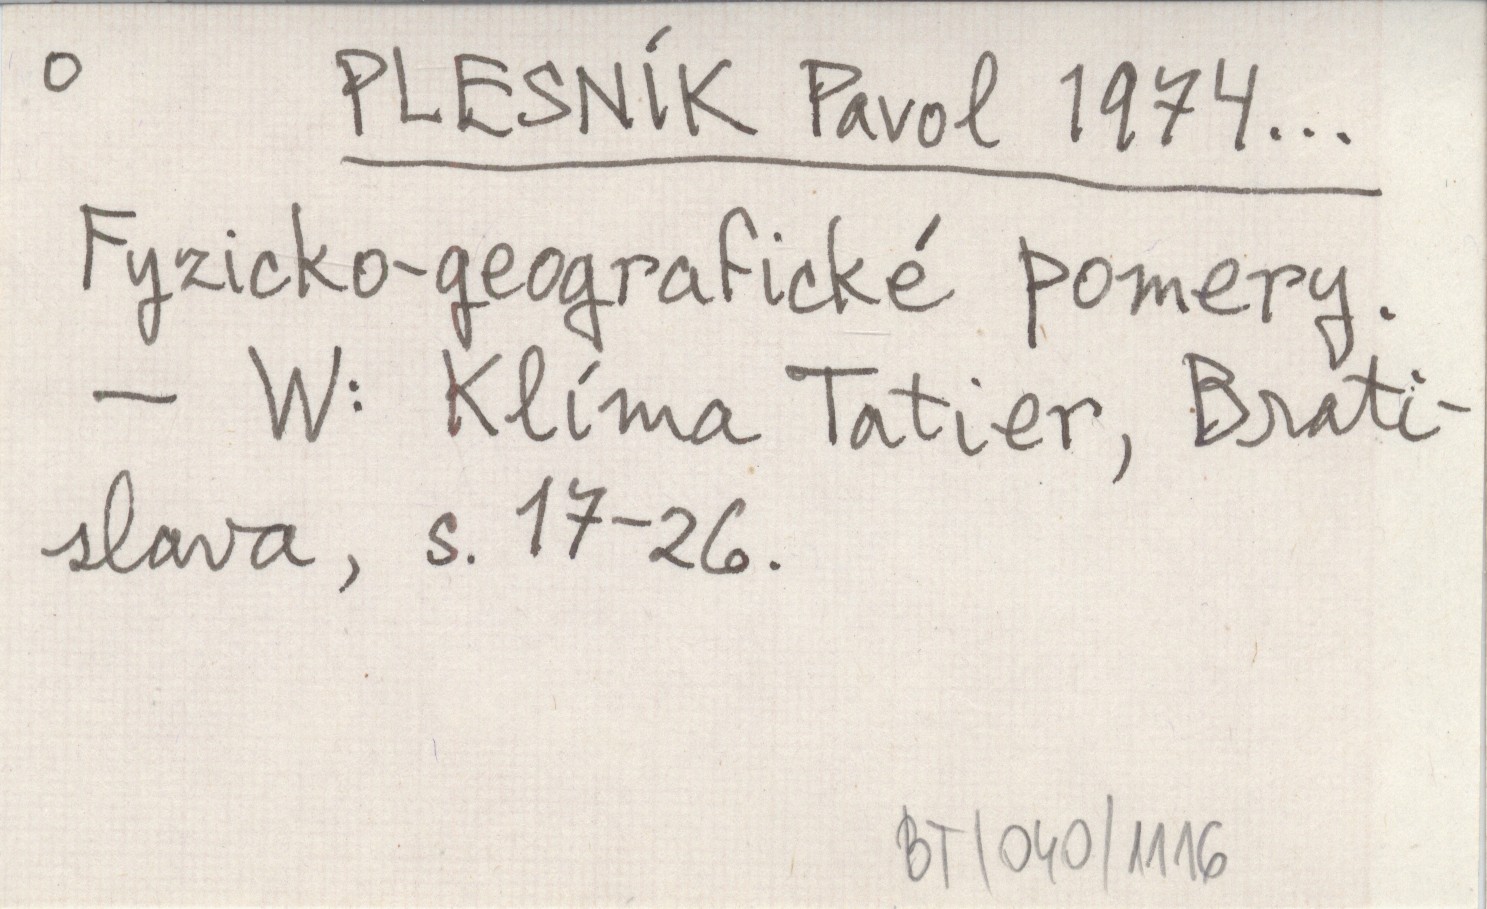 o PLESNÍK Pavol 1974...
Fyzicko-geografické pomery.
— W: Klíma Tatier, Brati-
slava, s. 17-26.
BT/040/1116